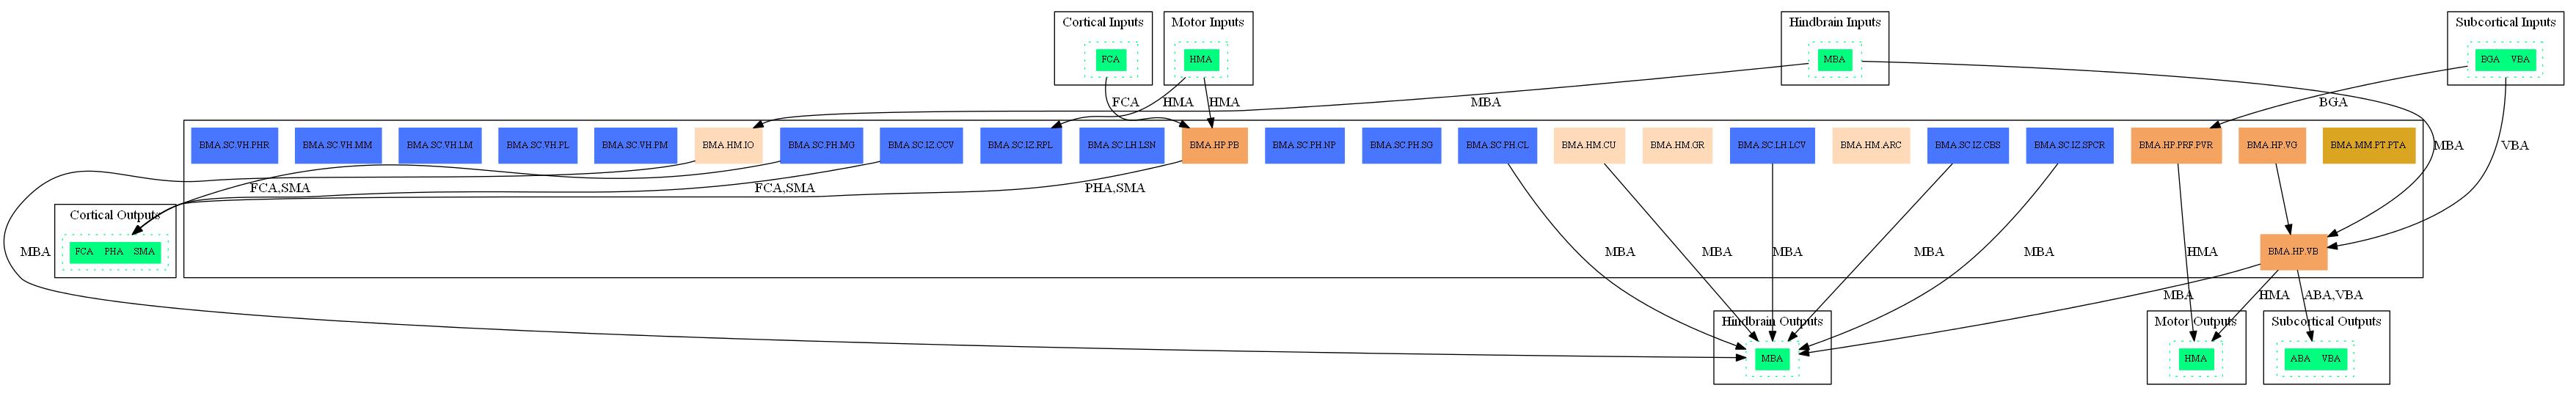 Cortical Inputs
Motor Inputs
Hindbrain Inputs
Subcortical Inputs
FCA
HMA
MBA
BGA VBA
FCA
HMA
HMA
MBA
BGA
MBA
VBA
BMA.SC.VH.PHR
BMA.SC.VH.MM
BMA.SC.VH.LM
BMA.SC.VH.PL
BMA.SC.VH.PM
BMA.HM.IO
BMA.SC.PH.MG
BMA.SC.IZ.CCV
BMA.SC.IZ.RPL
BMA.SC.LH.LSN
BMA.HP.PB
BMA.SC.PH.NP
BMA.SC.PH.SG
BMA.SC.PH.CL
BMA.HM.CU
BMA.HM.GR
BMA.SC.LH.LCV
BMA.HM.ARC
BMA.SC.IZ.CBS
BMA.SC.IZ.SPCR
BMA.HP.PRF.PVR
BMA.HP.VG
BMA.MM.PT.PTA
FCA,SMA
FCA,SMA
PHA,SMA
Cortical Outputs
FCA PHA SMA
MBA
MBA
MBA
MBA
MBA
MBA
HMA
BMA.HP.VB
MBA
HMA
ABA,VBA
Hindbrain Outputs
Motor Outputs
Subcortical Outputs
MBA
HMA
ABA VBA